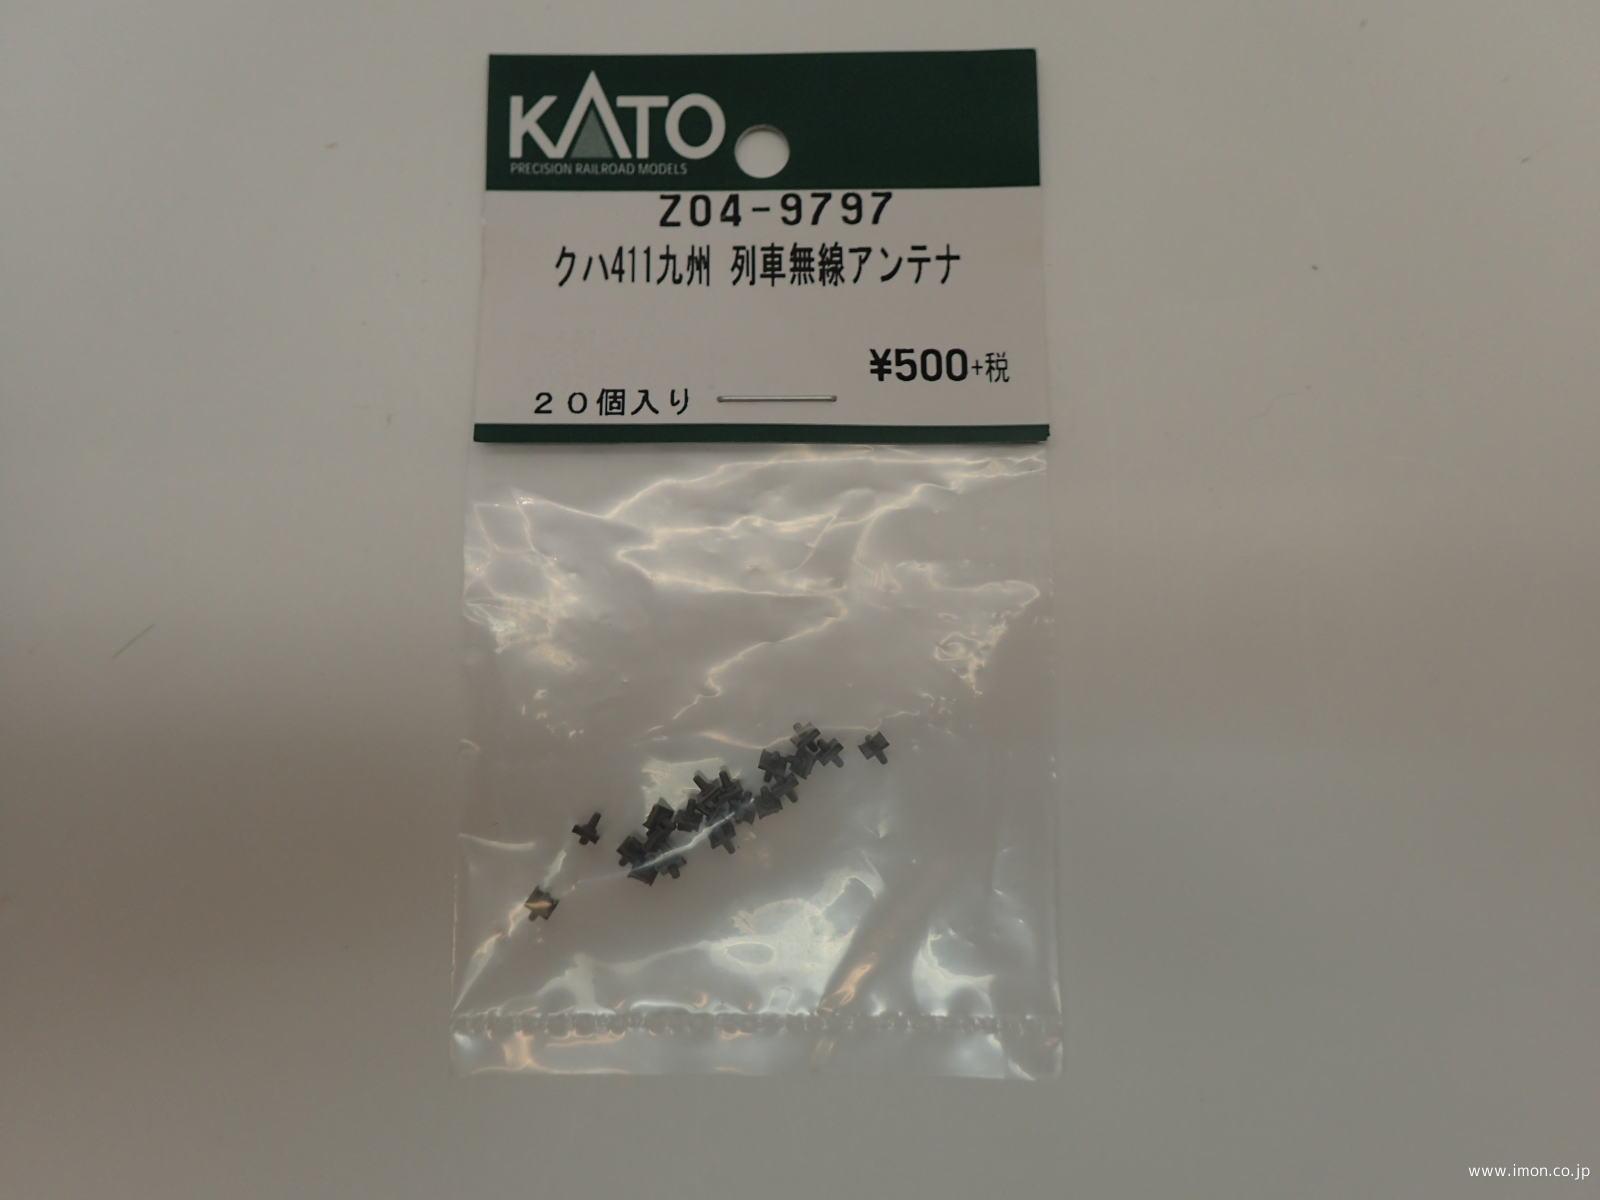 KATO
PRECISION RAILROAD MODELS
Z04-9797
クハ411九州 列車無線アンテナ
¥500+税
20個入り
www.imon.co.jp